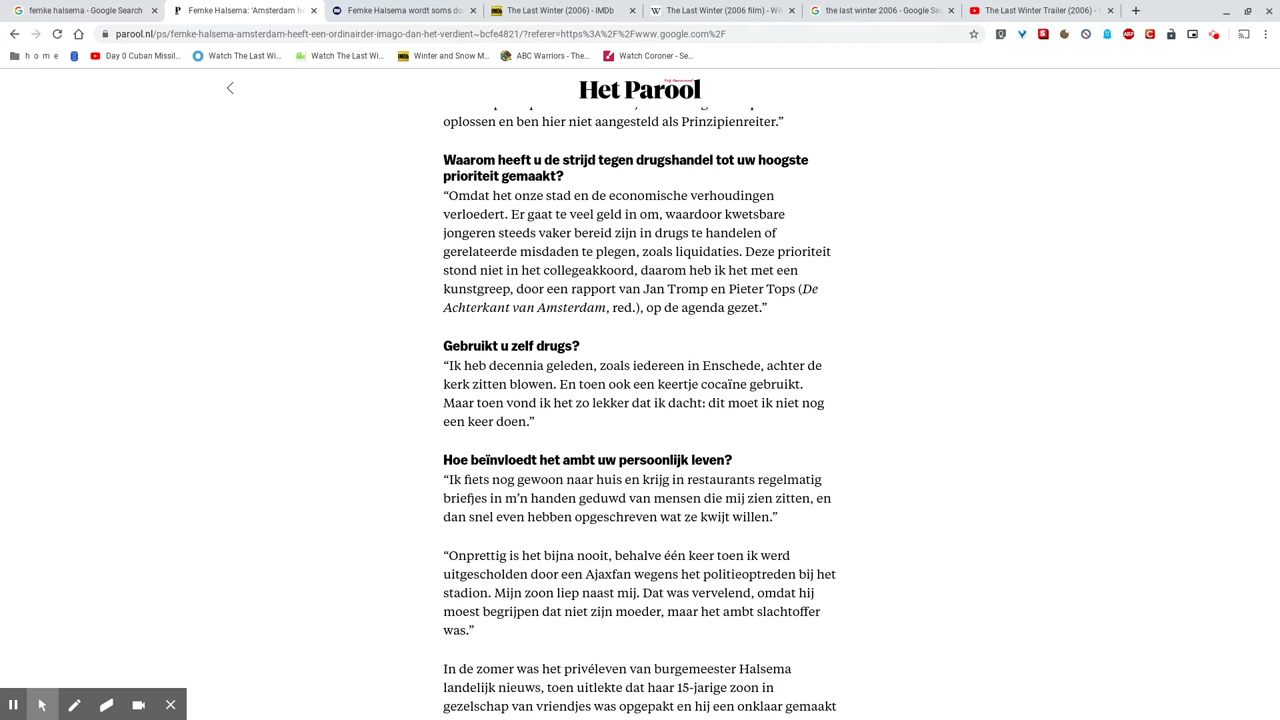 femke halsema - Google Search
Femke Halsema: 'Amsterdam he
Femke Halsema wordt soms do
The Last Winter (2006) - IMDb
The Last Winter (2006 film) - Wi
the last winter 2006 - Google Se
The Last Winter Trailer (2006) -
parool.nl/ps/femke-halsema-amsterdam-heeft-een-ordinairder-imago-dan-het-verdient~bcfe4821/?referer=https%3A%2F%2Fwww.google.com%2F
h o m e
Day 0 Cuban Missil...
Watch The Last Wi...
Watch The Last Wi...
Winter and Snow M...
ABC Warriors - The...
Watch Coroner - Se...
Het Parool
oplossen en ben hier niet aangesteld als Prinzipienreiter.”
Waarom heeft u de strijd tegen drugshandel tot uw hoogste
prioriteit gemaakt?
“Omdat het onze stad en de economische verhoudingen
verloedert. Er gaat te veel geld in om, waardoor kwetsbare
jongeren steeds vaker bereid zijn in drugs te handelen of
gerelateerde misdaden te plegen, zoals liquidaties. Deze prioriteit
stond niet in het collegeakkoord, daarom heb ik het met een
kunstgreep, door een rapport van Jan Tromp en Pieter Tops (De
Achterkant van Amsterdam, red.), op de agenda gezet.”
Gebruikt u zelf drugs?
“Ik heb decennia geleden, zoals iedereen in Enschede, achter de
kerk zitten blowen. En toen ook een keertje cocaïne gebruikt.
Maar toen vond ik het zo lekker dat ik dacht: dit moet ik niet nog
een keer doen.”
Hoe beïnvloedt het ambt uw persoonlijk leven?
“Ik fiets nog gewoon naar huis en krijg in restaurants regelmatig
briefjes in m’n handen geduwd van mensen die mij zien zitten, en
dan snel even hebben opgeschreven wat ze kwijt willen.”
“Onprettig is het bijna nooit, behalve één keer toen ik werd
uitgescholden door een Ajaxfan wegens het politieoptreden bij het
stadion. Mijn zoon liep naast mij. Dat was vervelend, omdat hij
moest begrijpen dat niet zijn moeder, maar het ambt slachtoffer
was.”
In de zomer was het privéleven van burgemeester Halsema
landelijk nieuws, toen uitlekte dat haar 15-jarige zoon in
gezelschap van vriendjes was opgepakt en hij een onklaar gemaakt